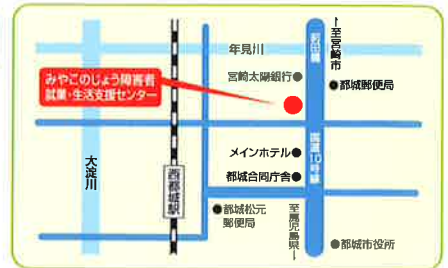 ←至宮崎市
年見川
宮崎太陽銀行
都城郵便局
みやこのじょう障害者
就業・生活支援センター
国道10号線
メインホテル
都城合同庁舎
大淀川
西都城駅
都城松元
郵便局
至鹿児島県→
都城市役所